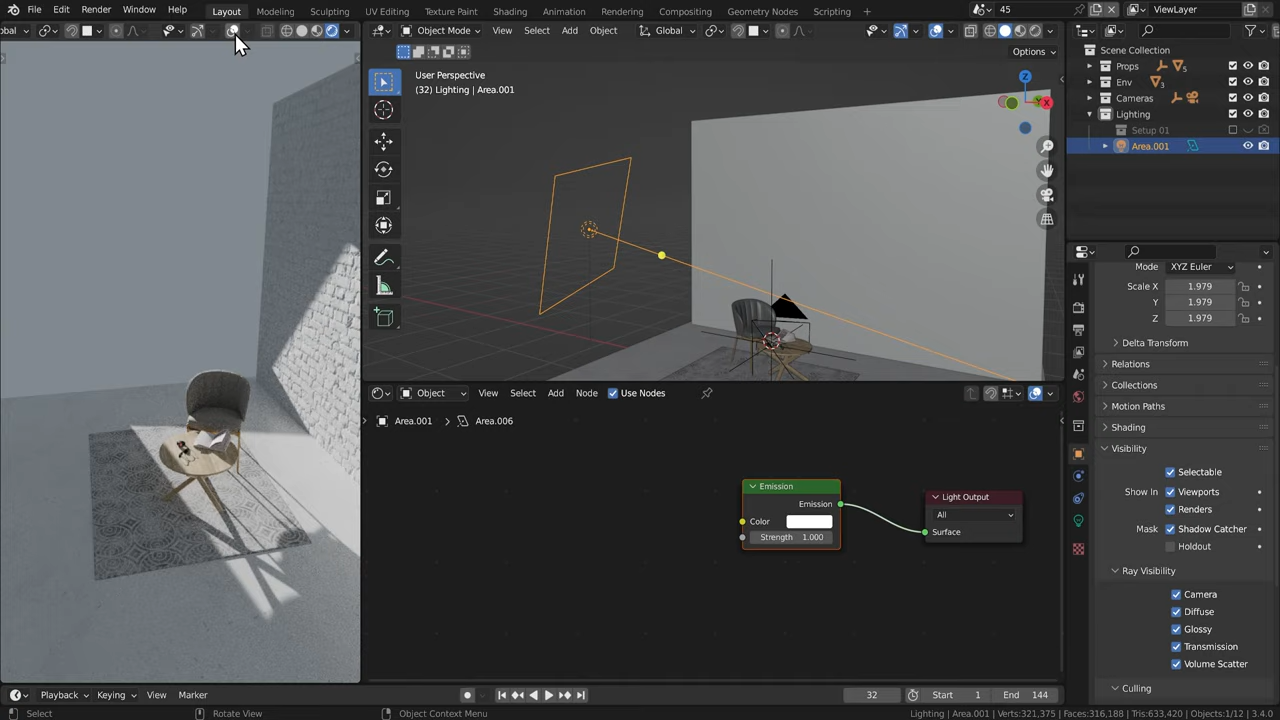 File Edit Render Window Help Layout Modeling Sculpting UV Editing Texture Paint Shading Animation Rendering Compositing Geometry Nodes Scripting 45 ViewLayer
Object Mode View Select Add Object Global
Options
User Perspective
(32) Lighting | Area.001
Z
Y
X
Scene Collection
Props 5
Env 3
Cameras
Lighting
Setup 01
Area.001
Mode XYZ Euler
Scale X 1.979
Y 1.979
Z 1.979
Delta Transform
Relations
Collections
Motion Paths
Shading
Visibility
Selectable
Show In Viewports
Renders
Mask Shadow Catcher
Holdout
Ray Visibility
Camera
Diffuse
Glossy
Transmission
Volume Scatter
Culling
Object View Select Add Node Use Nodes
Area.001 Area.006
Emission
Emission
Color
Strength 1.000
Light Output
All
Surface
Playback Keying View Marker 32 Start 1 End 144
Select Rotate View Object Context Menu Lighting | Area.001 | Verts:321,375 | Faces:316,188 | Tris:633,420 | Objects:1/12 | 3.4.0